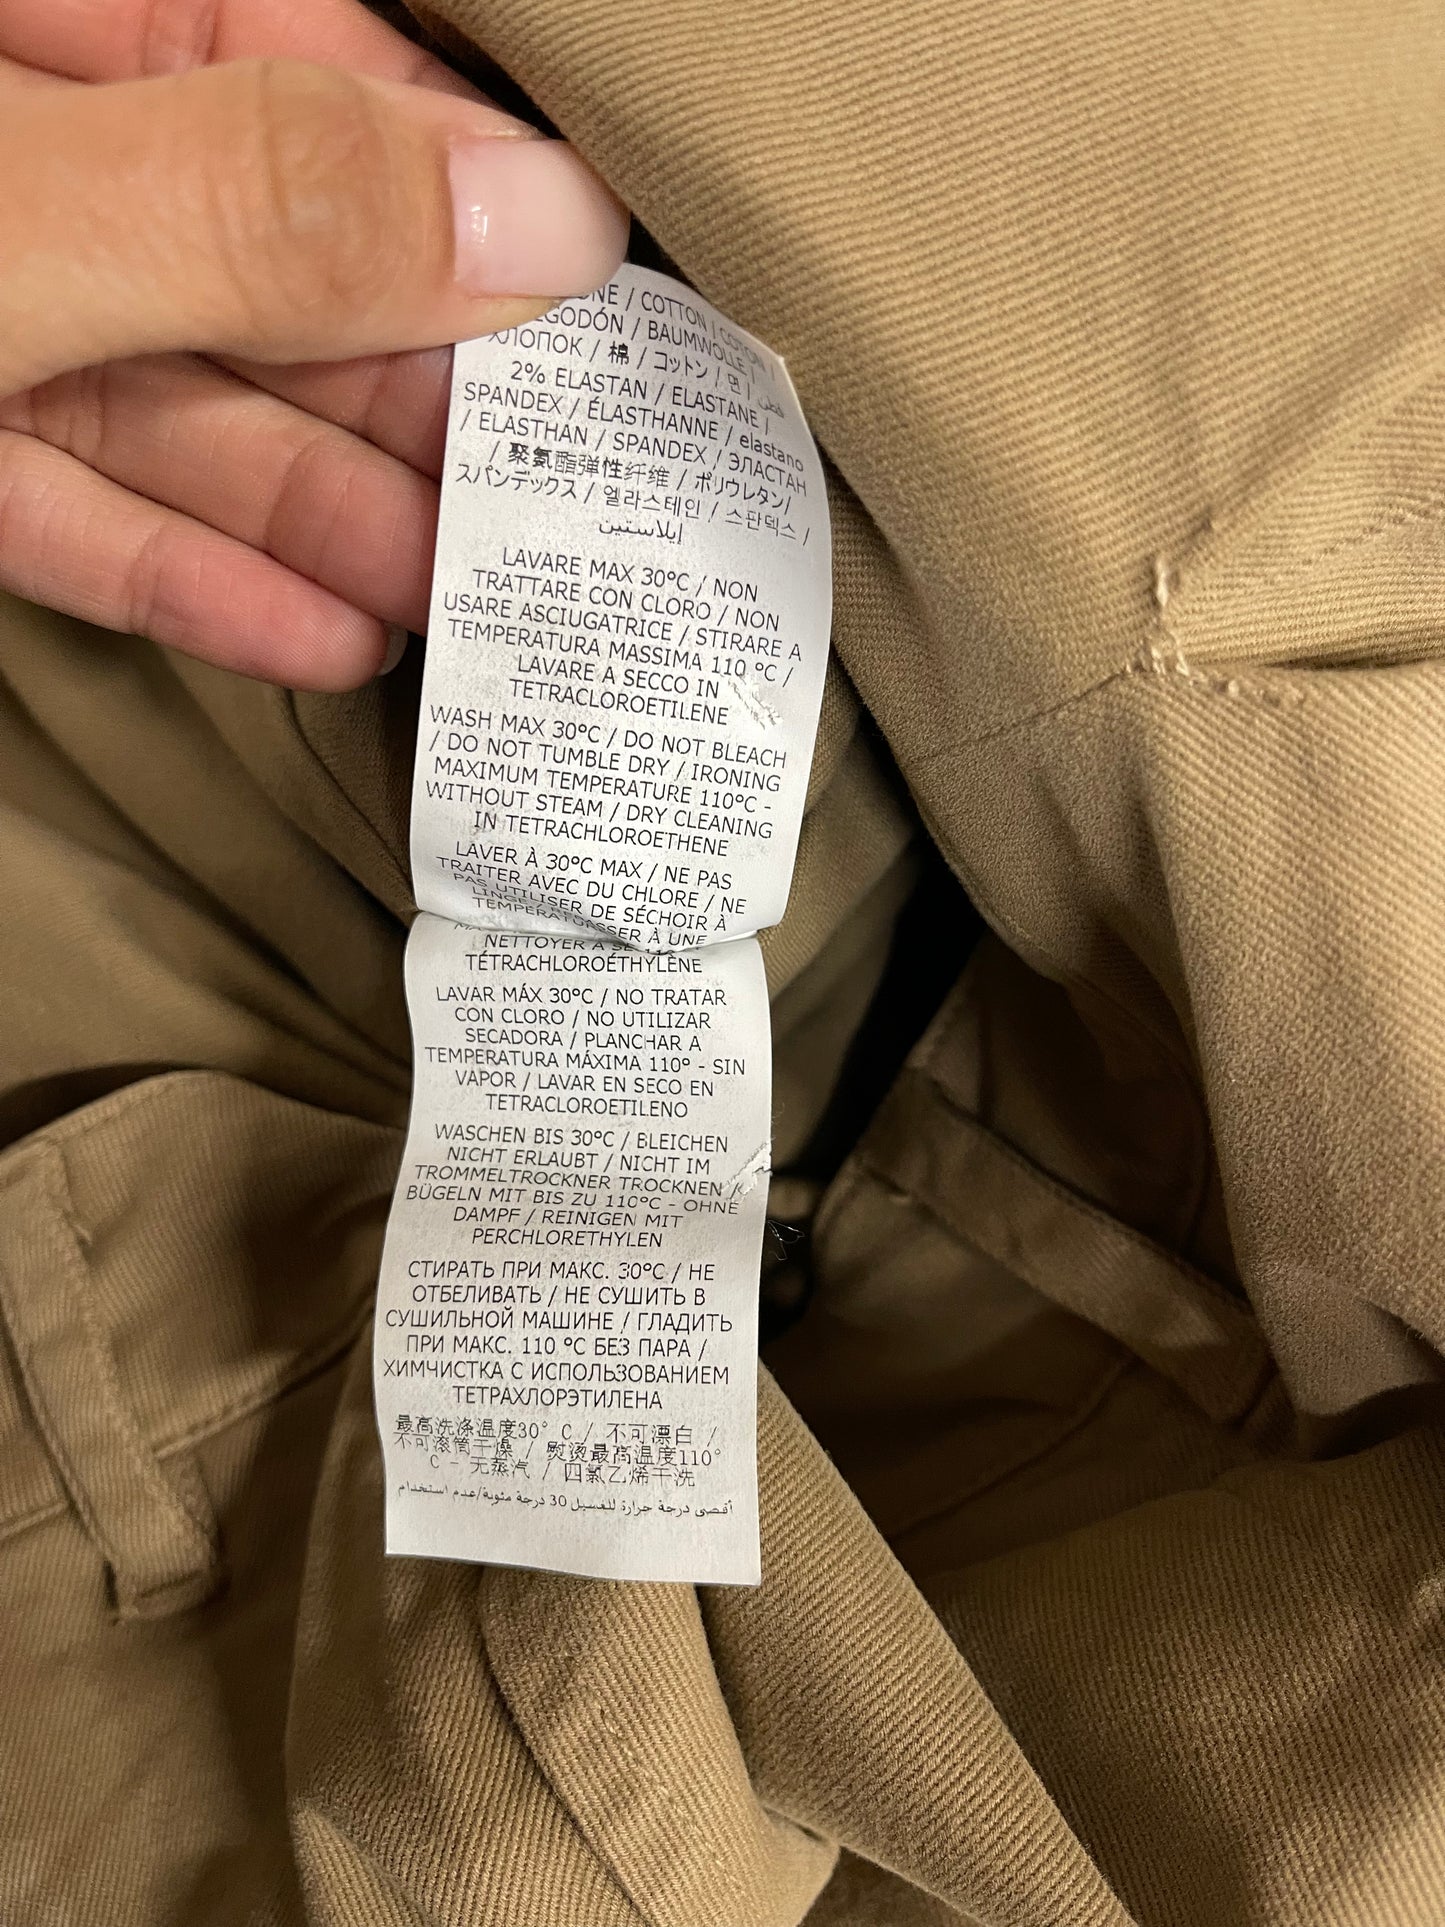 / COTTON / COTON /
BAUMWOLLE /
ХЛОПОК / 棉 / コットン / 면 / قطن
2% ELASTAN / ELASTANE /
SPANDEX / ÉLASTHANNE / elastano
/ ELASTHAN / SPANDEX / ЭЛАСТАН
/ 聚氨酯弹性纤维 / ポリウレタン/
スパンデックス / 엘라스테인 / 스판덱스 /
إيلاستين
LAVARE MAX 30°C / NON
TRATTARE CON CLORO / NON
USARE ASCIUGATRICE / STIRARE A
TEMPERATURA MASSIMA 110 °C /
LAVARE A SECCO IN
TETRACLOROETILENE
WASH MAX 30°C / DO NOT BLEACH
/ DO NOT TUMBLE DRY / IRONING
MAXIMUM TEMPERATURE 110°C -
WITHOUT STEAM / DRY CLEANING
IN TETRACHLOROETHENE
LAVER À 30°C MAX / NE PAS
TRAITER AVEC DU CHLORE / NE
PAS UTILISER DE SÉCHOIR À
À UNE
NETTOYER À
TÉTRACHLOROÉTHYLÈNE
LAVAR MÁX 30°C / NO TRATAR
CON CLORO / NO UTILIZAR
SECADORA / PLANCHAR A
TEMPERATURA MÁXIMA 110° - SIN
VAPOR / LAVAR EN SECO EN
TETRACLOROETILENO
WASCHEN BIS 30°C / BLEICHEN
NICHT ERLAUBT / NICHT IM
TROMMELTROCKNER TROCKNEN /
BÜGELN MIT BIS ZU 110°C - OHNE
DAMPF / REINIGEN MIT
PERCHLORETHYLEN
СТИРАТЬ ПРИ МАКС. 30°C / НЕ
ОТБЕЛИВАТЬ / НЕ СУШИТЬ В
СУШИЛЬНОЙ МАШИНЕ / ГЛАДИТЬ
ПРИ МАКС. 110 °C БЕЗ ПАРА /
ХИМЧИСТКА С ИСПОЛЬЗОВАНИЕМ
ТЕТРАХЛОРЭТИЛЕНА
最高洗涤温度30° C / 不可漂白 /
不可滚筒干燥 / 熨烫最高温度110°
C - 无蒸汽 / 四氯乙烯干洗
أقصى درجة حرارة للغسيل 30 درجة مئوية/عدم استخدام